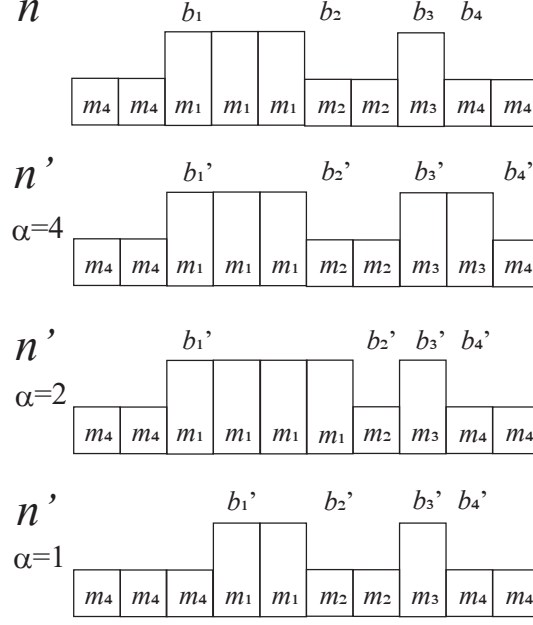 n b₁ b₂ b₃ b₄
m₄ m₄ m₁ m₁ m₁ m₂ m₂ m₃ m₄ m₄
n’ b₁’ b₂’ b₃’ b₄’
α=4
m₄ m₄ m₁ m₁ m₁ m₂ m₂ m₃ m₃ m₄
n’ b₁’ b₂’ b₃’ b₄’
α=2
m₄ m₄ m₁ m₁ m₁ m₁ m₂ m₃ m₄ m₄
n’ b₁’ b₂’ b₃’ b₄’
α=1
m₄ m₄ m₄ m₁ m₁ m₂ m₂ m₃ m₄ m₄